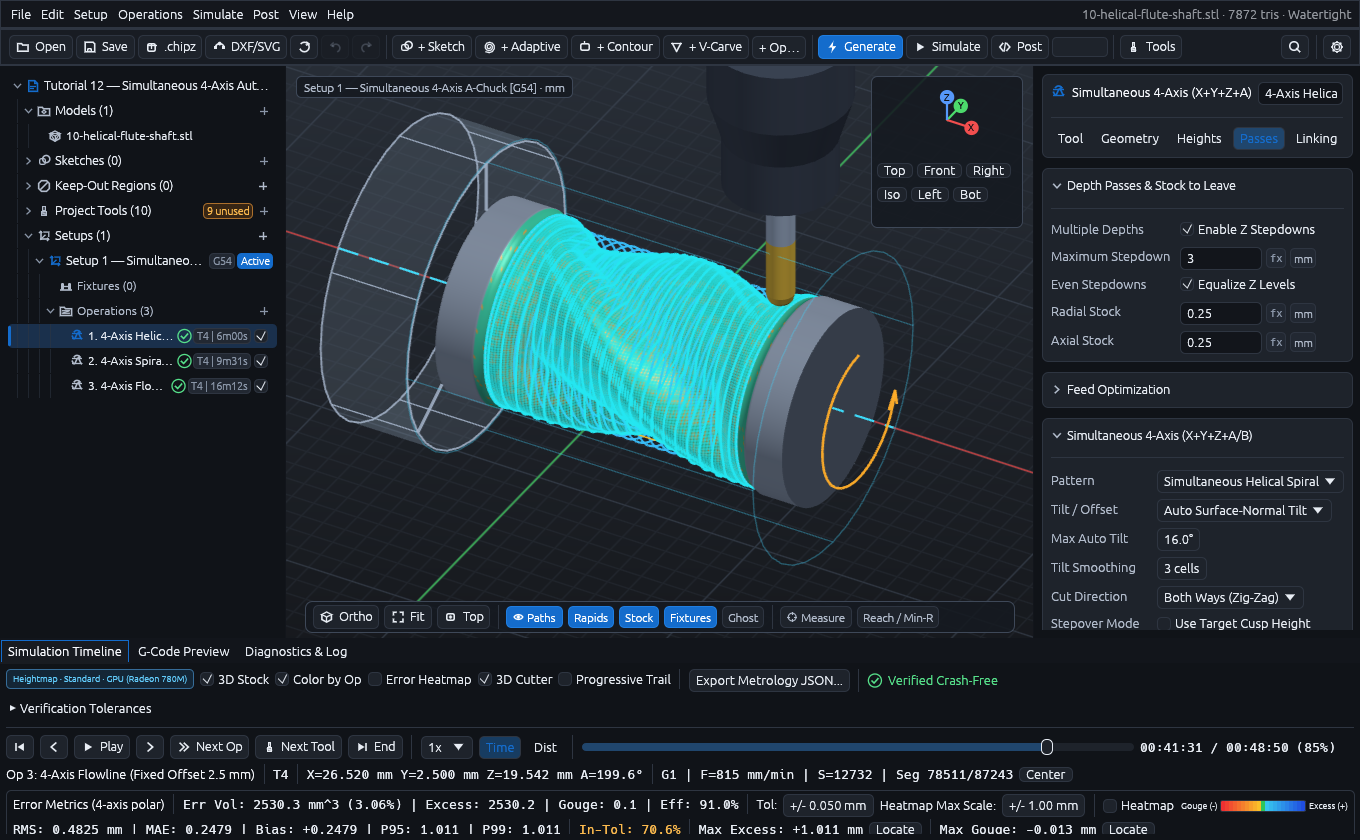 File Edit Setup Operations Simulate Post View Help
10-helical-flute-shaft.stl · 7872 tris · Watertight
Open Save .chipz DXF/SVG + Sketch + Adaptive + Contour + V-Carve + Op... Generate Simulate Post Tools
Tutorial 12 — Simultaneous 4-Axis Aut...
Models (1) +
10-helical-flute-shaft.stl
Sketches (0) +
Keep-Out Regions (0) +
Project Tools (10) 9 unused +
Setups (1) +
Setup 1 — Simultaneo... G54 Active
Fixtures (0)
Operations (3) +
1. 4-Axis Helic... T4 | 6m00s
2. 4-Axis Spira... T4 | 9m31s
3. 4-Axis Flo... T4 | 16m12s
Setup 1 — Simultaneous 4-Axis A-Chuck [G54] · mm
Z
Y
X
Top Front Right
Iso Left Bot
Ortho Fit Top Paths Rapids Stock Fixtures Ghost Measure Reach / Min-R
Simultaneous 4-Axis (X+Y+Z+A) 4-Axis Helica
Tool Geometry Heights Passes Linking
Depth Passes & Stock to Leave
Multiple Depths Enable Z Stepdowns
Maximum Stepdown 3 fx mm
Even Stepdowns Equalize Z Levels
Radial Stock 0.25 fx mm
Axial Stock 0.25 fx mm
Feed Optimization
Simultaneous 4-Axis (X+Y+Z+A/B)
Pattern Simultaneous Helical Spiral
Tilt / Offset Auto Surface-Normal Tilt
Max Auto Tilt 16.0°
Tilt Smoothing 3 cells
Cut Direction Both Ways (Zig-Zag)
Stepover Mode Use Target Cusp Height
Simulation Timeline G-Code Preview Diagnostics & Log
Heightmap · Standard · GPU (Radeon 780M) 3D Stock Color by Op Error Heatmap 3D Cutter Progressive Trail Export Metrology JSON... Verified Crash-Free
Verification Tolerances
Play Next Op Next Tool End 1x Time Dist 00:41:31 / 00:48:50 (85%)
Op 3: 4-Axis Flowline (Fixed Offset 2.5 mm) T4 X=26.520 mm Y=2.500 mm Z=19.542 mm A=199.6° G1 | F=815 mm/min | S=12732 | Seg 78511/87243 Center
Error Metrics (4-axis polar) Err Vol: 2530.3 mm^3 (3.06%) | Excess: 2530.2 | Gouge: 0.1 | Eff: 91.0% Tol: +/- 0.050 mm Heatmap Max Scale: +/- 1.00 mm Heatmap Gouge (-) Excess (+)
RMS: 0.4825 mm | MAE: 0.2479 | Bias: +0.2479 | P95: 1.011 | P99: 1.011 In-Tol: 70.6% Max Excess: +1.011 mm Locate Max Gouge: -0.013 mm Locate